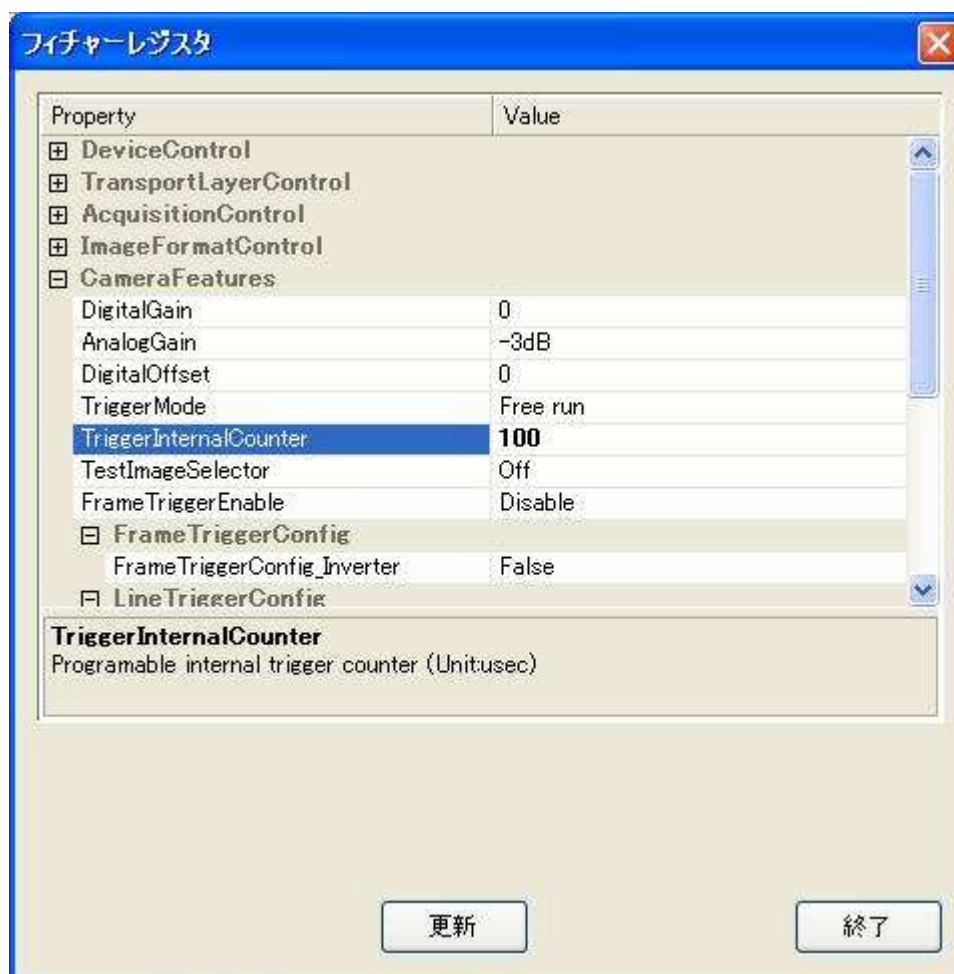 フィチャーレジスタ
Property Value
DeviceControl
TransportLayerControl
AcquisitionControl
ImageFormatControl
CameraFeatures
DigitalGain 0
AnalogGain -3dB
DigitalOffset 0
TriggerMode Free run
TriggerInternalCounter 100
TestImageSelector Off
FrameTriggerEnable Disable
FrameTriggerConfig
FrameTriggerConfig_Inverter False
LineTriggerConfig
TriggerInternalCounter
Programable internal trigger counter (Unit:usec)
更新 終了